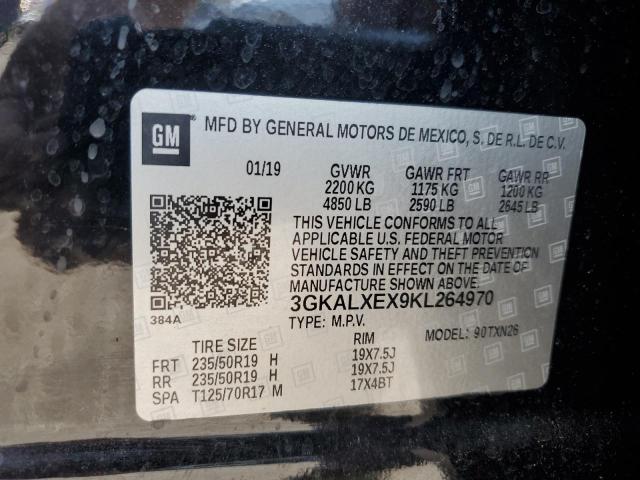 GM
MFD BY GENERAL MOTORS DE MEXICO, S. DE R.L. DE C.V.
01/19 GVWR GAWR FRT GAWR RR
2200 KG 1175 KG 1200 KG
4850 LB 2590 LB 2645 LB
THIS VEHICLE CONFORMS TO ALL
APPLICABLE U.S. FEDERAL MOTOR
VEHICLE SAFETY AND THEFT PREVENTION
STANDARDS IN EFFECT ON THE DATE OF
MANUFACTURE SHOWN ABOVE.
3GKALXEX9KL264970
384A
TYPE: M.P.V. MODEL: 90TXN26
TIRE SIZE RIM
FRT 235/50R19 H 19X7.5J
RR 235/50R19 H 19X7.5J
SPA T125/70R17 M 17X4BT